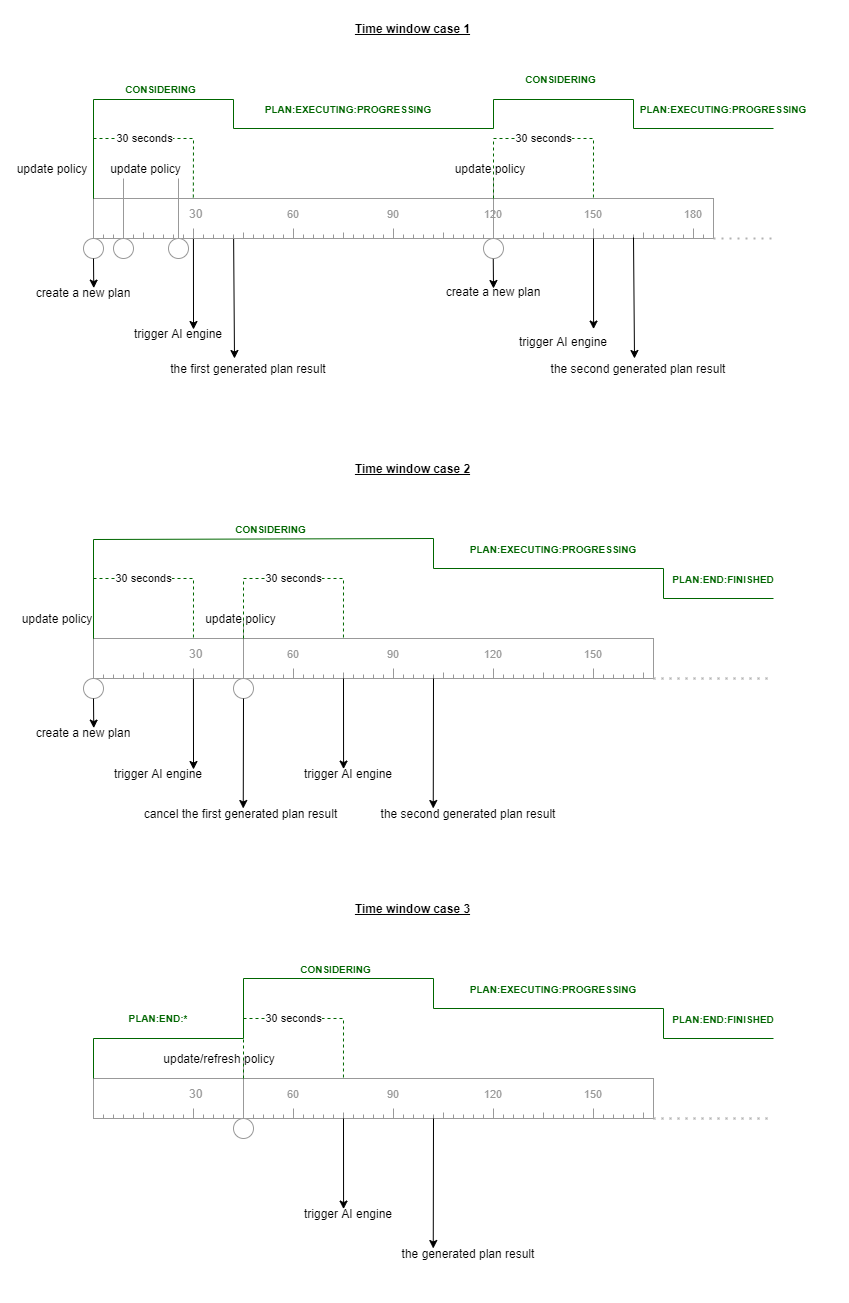 Time window case 1
CONSIDERING
CONSIDERING
PLAN:EXECUTING:PROGRESSING
PLAN:EXECUTING:PROGRESSING
30 seconds
30 seconds
update policy
update policy
update policy
30
60
90
120
150
180
create a new plan
create a new plan
trigger AI engine
trigger AI engine
the first generated plan result
the second generated plan result
Time window case 2
CONSIDERING
PLAN:EXECUTING:PROGRESSING
PLAN:END:FINISHED
30 seconds
30 seconds
update policy
update policy
30
60
90
120
150
create a new plan
trigger AI engine
trigger AI engine
cancel the first generated plan result
the second generated plan result
Time window case 3
CONSIDERING
PLAN:EXECUTING:PROGRESSING
PLAN:END:*
30 seconds
PLAN:END:FINISHED
update/refresh policy
30
60
90
120
150
trigger AI engine
the generated plan result